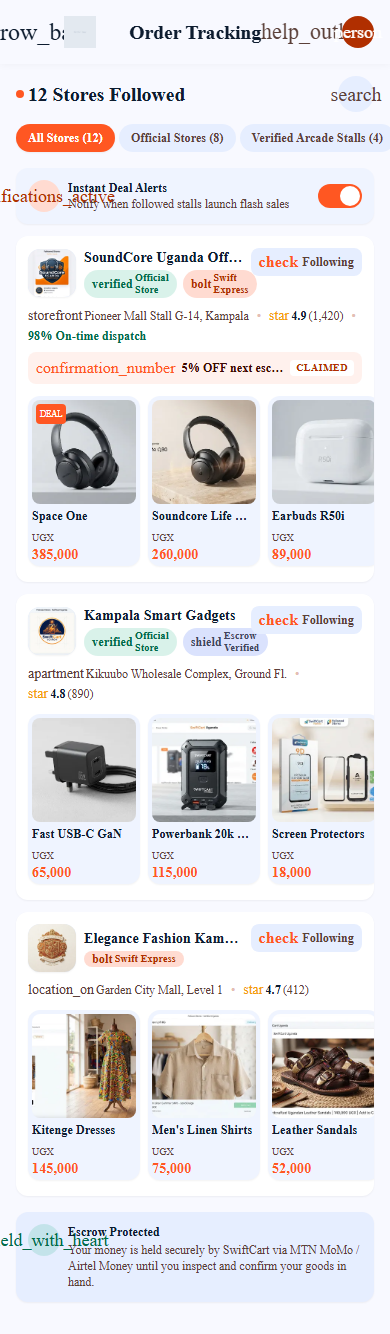 row_ba
Order Tracking
help_outl
person
12 Stores Followed
search
All Stores (12)
Official Stores (8)
Verified Arcade Stalls (4)
ifications_active
Instant Deal Alerts
Notify when followed stalls launch flash sales
SoundCore Uganda Off...
check Following
verified Official Store
bolt Swift Express
storefront Pioneer Mall Stall G-14, Kampala • star 4.9 (1,420) •
98% On-time dispatch
confirmation_number 5% OFF next esc... CLAIMED
DEAL
Space One
UGX
385,000
Soundcore Life ...
UGX
260,000
Earbuds R50i
UGX
89,000
Kampala Smart Gadgets
check Following
verified Official Store
shield Escrow Verified
apartment Kikuubo Wholesale Complex, Ground Fl. •
star 4.8 (890)
Fast USB-C GaN
UGX
65,000
Powerbank 20k ...
UGX
115,000
Screen Protectors
UGX
18,000
Elegance Fashion Kam...
check Following
bolt Swift Express
location_on Garden City Mall, Level 1 • star 4.7 (412)
Kitenge Dresses
UGX
145,000
Men's Linen Shirts
UGX
75,000
Leather Sandals
UGX
52,000
eld_with_heart
Escrow Protected
Your money is held securely by SwiftCart via MTN MoMo /
Airtel Money until you inspect and confirm your goods in
hand.